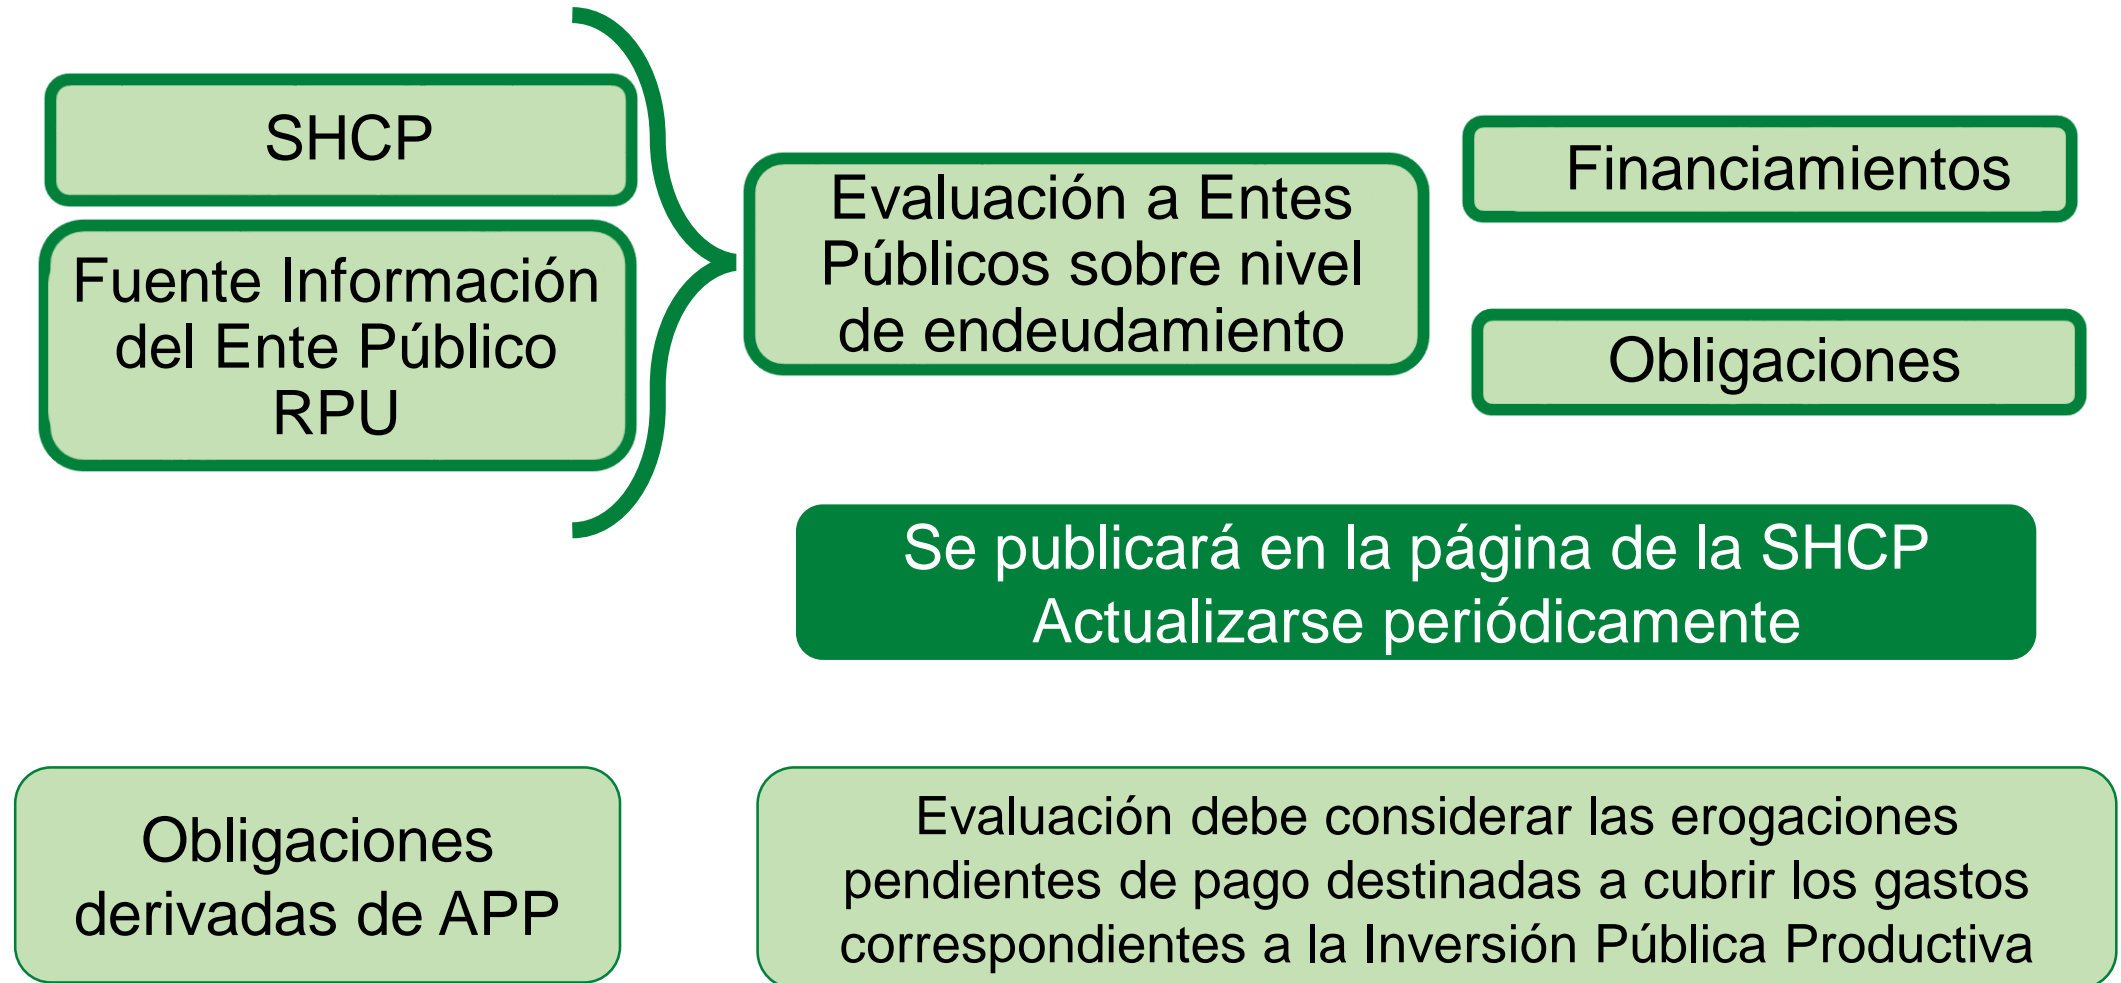 SHCP
Fuente Información
del Ente Público
RPU
Evaluación a Entes
Públicos sobre nivel
de endeudamiento
Financiamientos
Obligaciones
Se publicará en la página de la SHCP
Actualizarse periódicamente
Obligaciones
derivadas de APP
Evaluación debe considerar las erogaciones
pendientes de pago destinadas a cubrir los gastos
correspondientes a la Inversión Pública Productiva